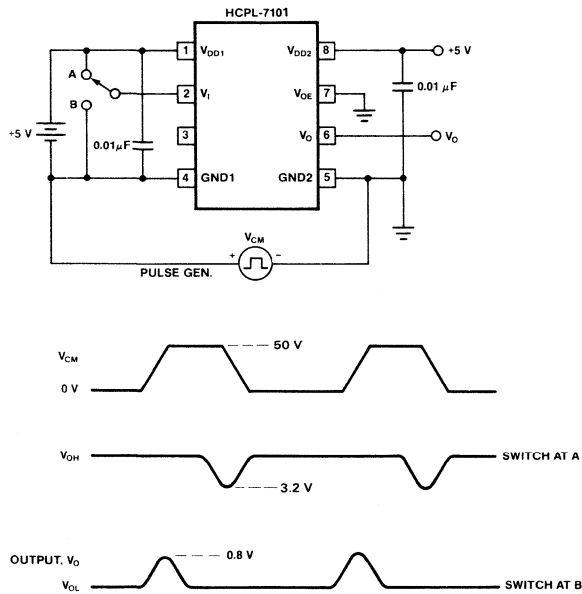 HCPL-7101
1 V_DD1 V_DD2 8 +5 V
A
2 V_I V_OE 7 0.01 μF
B
+5 V 0.01μF 3 V_O 6 V_O
4 GND1 GND2 5
V_CM
+ −
PULSE GEN.
50 V
V_CM
0 V
V_OH SWITCH AT A
3.2 V
0.8 V
OUTPUT, V_O
V_OL SWITCH AT B